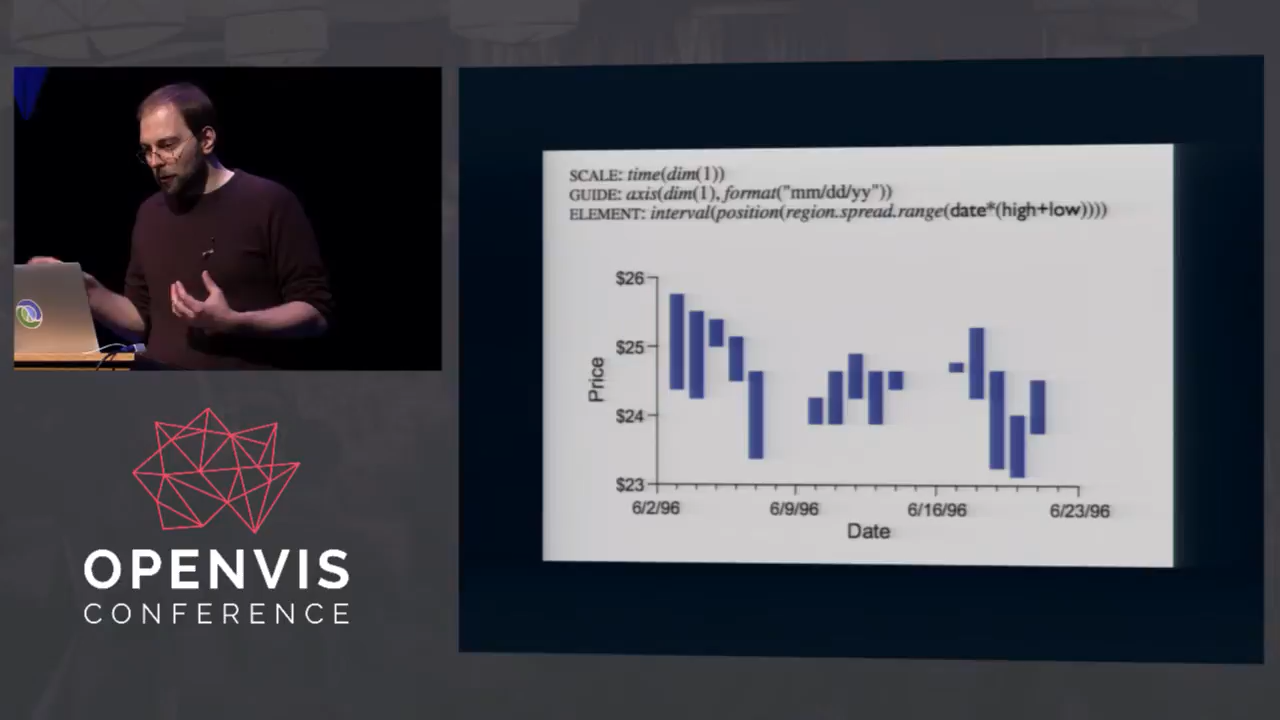 SCALE: time(dim(1))
GUIDE: axis(dim(1), format("mm/dd/yy"))
ELEMENT: interval(position(region.spread.range(date*(high+low))))
$26
$25
$24
$23
Price
6/2/96
6/9/96
6/16/96
6/23/96
Date
OPENVIS
CONFERENCE